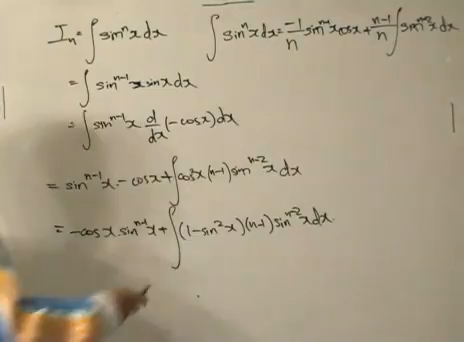 Iₙ = ∫ sinⁿx dx    ∫ sinⁿx dx = -1/n sinⁿ⁻¹x cosx + n-1/n ∫ sinⁿ⁻²x dx
= ∫ sinⁿ⁻¹x sinx dx
= ∫ sinⁿ⁻¹x d/dx (-cosx) dx
= sinⁿ⁻¹x . - cosx + ∫ cos²x (n-1) sinⁿ⁻²x dx
= -cosx . sinⁿ⁻¹x + ∫ (1-sin²x)(n-1) sinⁿ⁻²x dx.